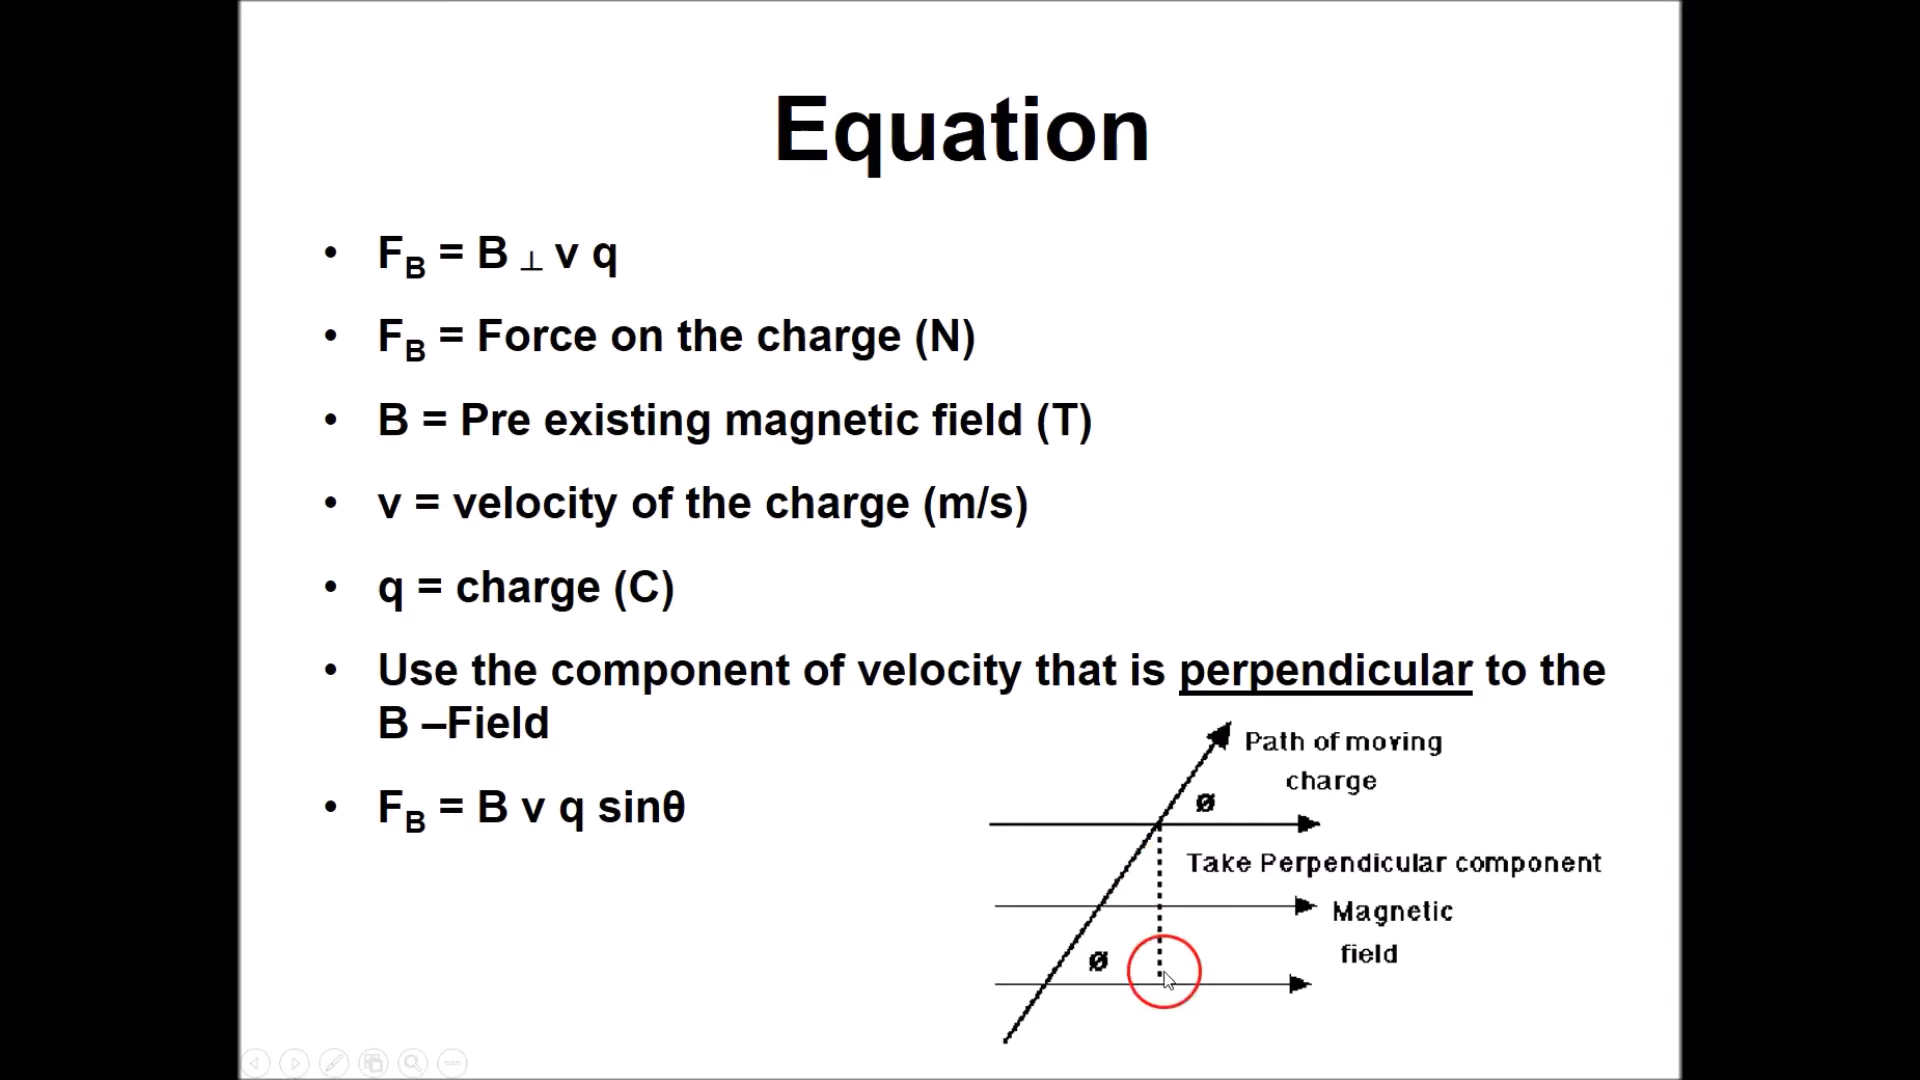 Equation
• F_B = B ⊥ v q
• F_B = Force on the charge (N)
• B = Pre existing magnetic field (T)
• v = velocity of the charge (m/s)
• q = charge (C)
• Use the component of velocity that is perpendicular to the
B –Field
• F_B = B v q sinθ
Path of moving
charge
ø
Take Perpendicular component
Magnetic
field
ø